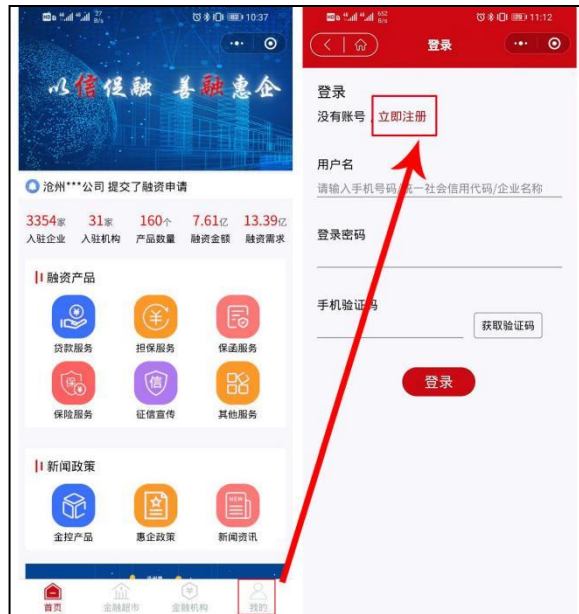 27 B/s
10:37
以信促融 善融惠企
沧州***公司 提交了融资申请
3354家 31家 160个 7.61亿 13.39亿
入驻企业 入驻机构 产品数量 融资金额 融资需求
融资产品
贷款服务 担保服务 保函服务
保 信
保险服务 征信宣传 其他服务
新闻政策
NEW
金控产品 惠企政策 新闻资讯
首页 金融超市 金融机构 我的
652 B/s
11:12
登录
登录
没有账号,立即注册
用户名
请输入手机号码/统一社会信用代码/企业名称
登录密码
手机验证码
获取验证码
登录